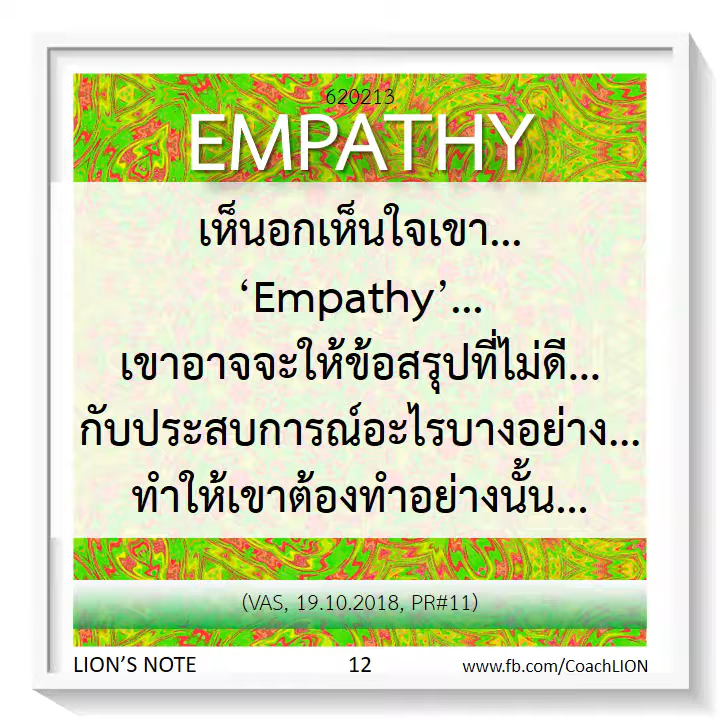 620213
EMPATHY
เห็นอกเห็นใจเขา...
‘Empathy’...
เขาอาจจะให้ข้อสรุปที่ไม่ดี...
กับประสบการณ์อะไรบางอย่าง...
ทำให้เขาต้องทำอย่างนั้น...
(VAS, 19.10.2018, PR#11)
LION’S NOTE 12 www.fb.com/CoachLION